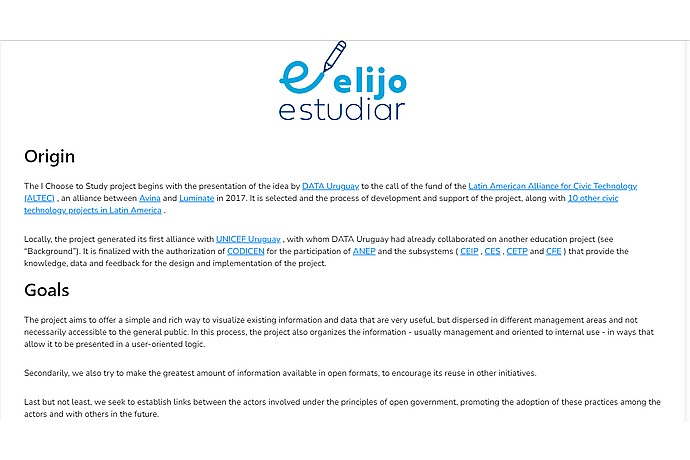 elijo
estudiar
Origin
The I Choose to Study project begins with the presentation of the idea by DATA Uruguay to the call of the fund of the Latin American Alliance for Civic Technology
(ALTEC) , an alliance between Avina and Luminate in 2017. It is selected and the process of development and support of the project, along with 10 other civic
technology projects in Latin America .
Locally, the project generated its first alliance with UNICEF Uruguay , with whom DATA Uruguay had already collaborated on another education project (see
"Background"). It is finalized with the authorization of CODICEN for the participation of ANEP and the subsystems ( CEIP , CES , CETP and CFE ) that provide the
knowledge, data and feedback for the design and implementation of the project.
Goals
The project aims to offer a simple and rich way to visualize existing information and data that are very useful, but dispersed in different management areas and not
necessarily accessible to the general public. In this process, the project also organizes the information - usually management and oriented to internal use - in ways that
allow it to be presented in a user-oriented logic.
Secondarily, we also try to make the greatest amount of information available in open formats, to encourage its reuse in other initiatives.
Last but not least, we seek to establish links between the actors involved under the principles of open government, promoting the adoption of these practices among the
actors and with others in the future.